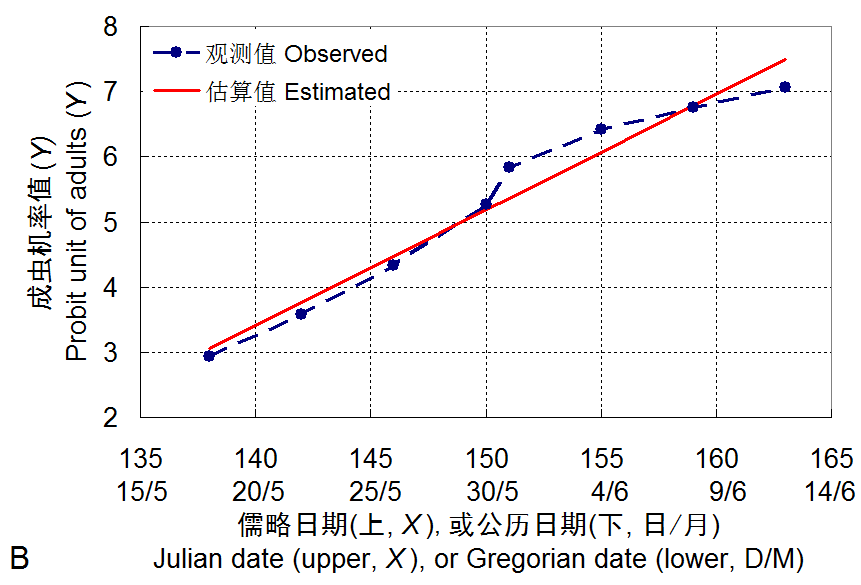 8
观测值 Observed
估算值 Estimated
7
6
5
4
3
2
成虫机率值 (Y)
Probit unit of adults (Y)
135 140 145 150 155 160 165
15/5 20/5 25/5 30/5 4/6 9/6 14/6
儒略日期(上, X), 或公历日期(下, 日/月)
B Julian date (upper, X), or Gregorian date (lower, D/M)